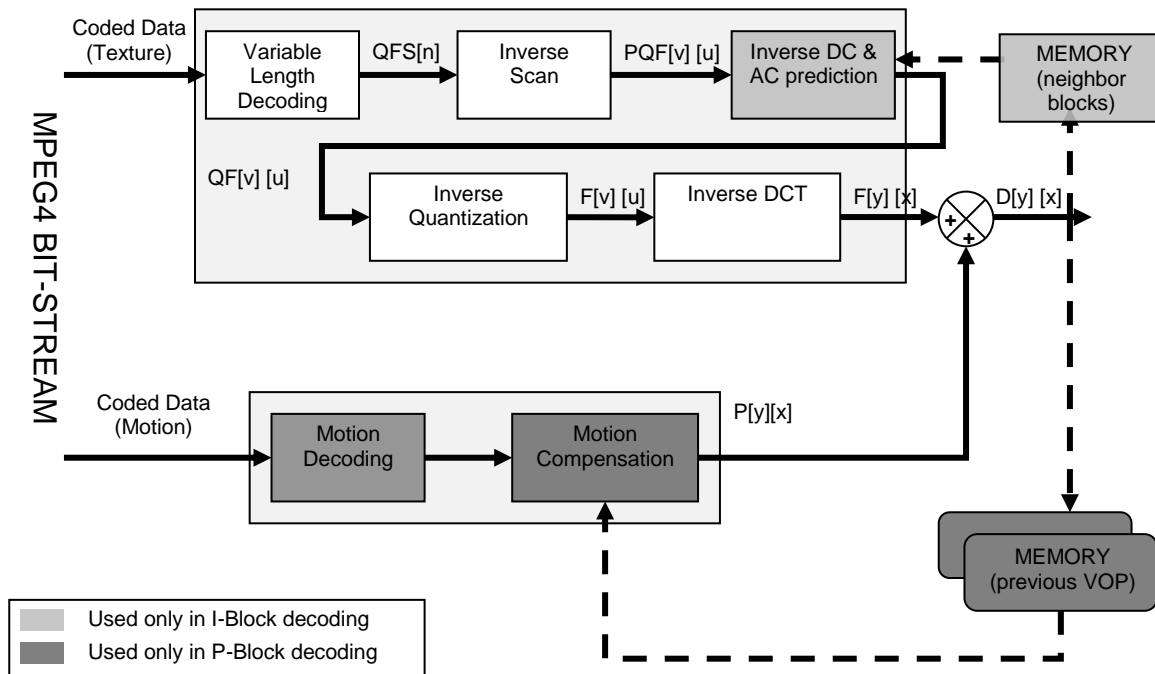 Coded Data
(Texture)
Variable
Length
Decoding
QFS[n]
Inverse
Scan
PQF[v] [u]
Inverse DC &
AC prediction
MEMORY
(neighbor
blocks)
MPEG4 BIT-STREAM
QF[v] [u]
Inverse
Quantization
F[v] [u]
Inverse DCT
F[y] [x]
+
+
D[y] [x]
Coded Data
(Motion)
Motion
Decoding
Motion
Compensation
P[y][x]
MEMORY
(previous VOP)
Used only in I-Block decoding
Used only in P-Block decoding